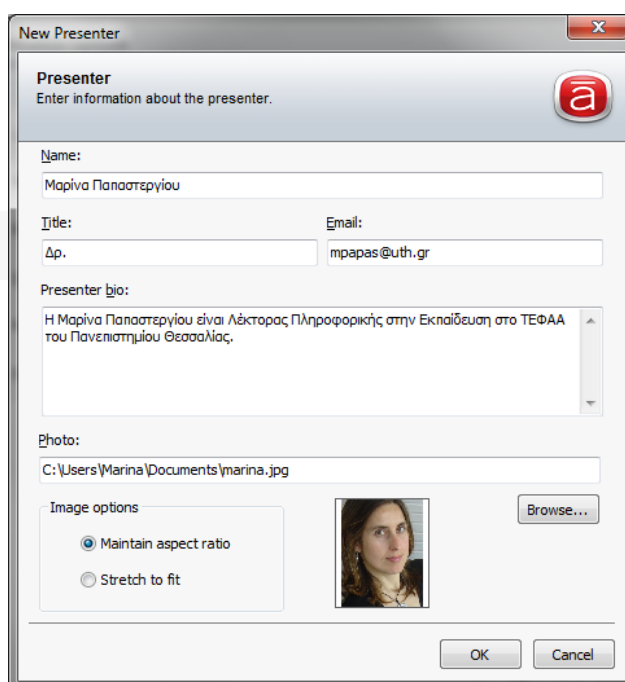 New Presenter
Presenter
Enter information about the presenter.
ā
Name:
Μαρίνα Παπαστεργίου
Title:
Email:
Δρ.
mpapas@uth.gr
Presenter bio:
Η Μαρίνα Παπαστεργίου είναι Λέκτορας Πληροφορικής στην Εκπαίδευση στο ΤΕΦΑΑ
του Πανεπιστημίου Θεσσαλίας.
Photo:
C:\Users\Marina\Documents\marina.jpg
Image options
Browse...
Maintain aspect ratio
Stretch to fit
OK
Cancel